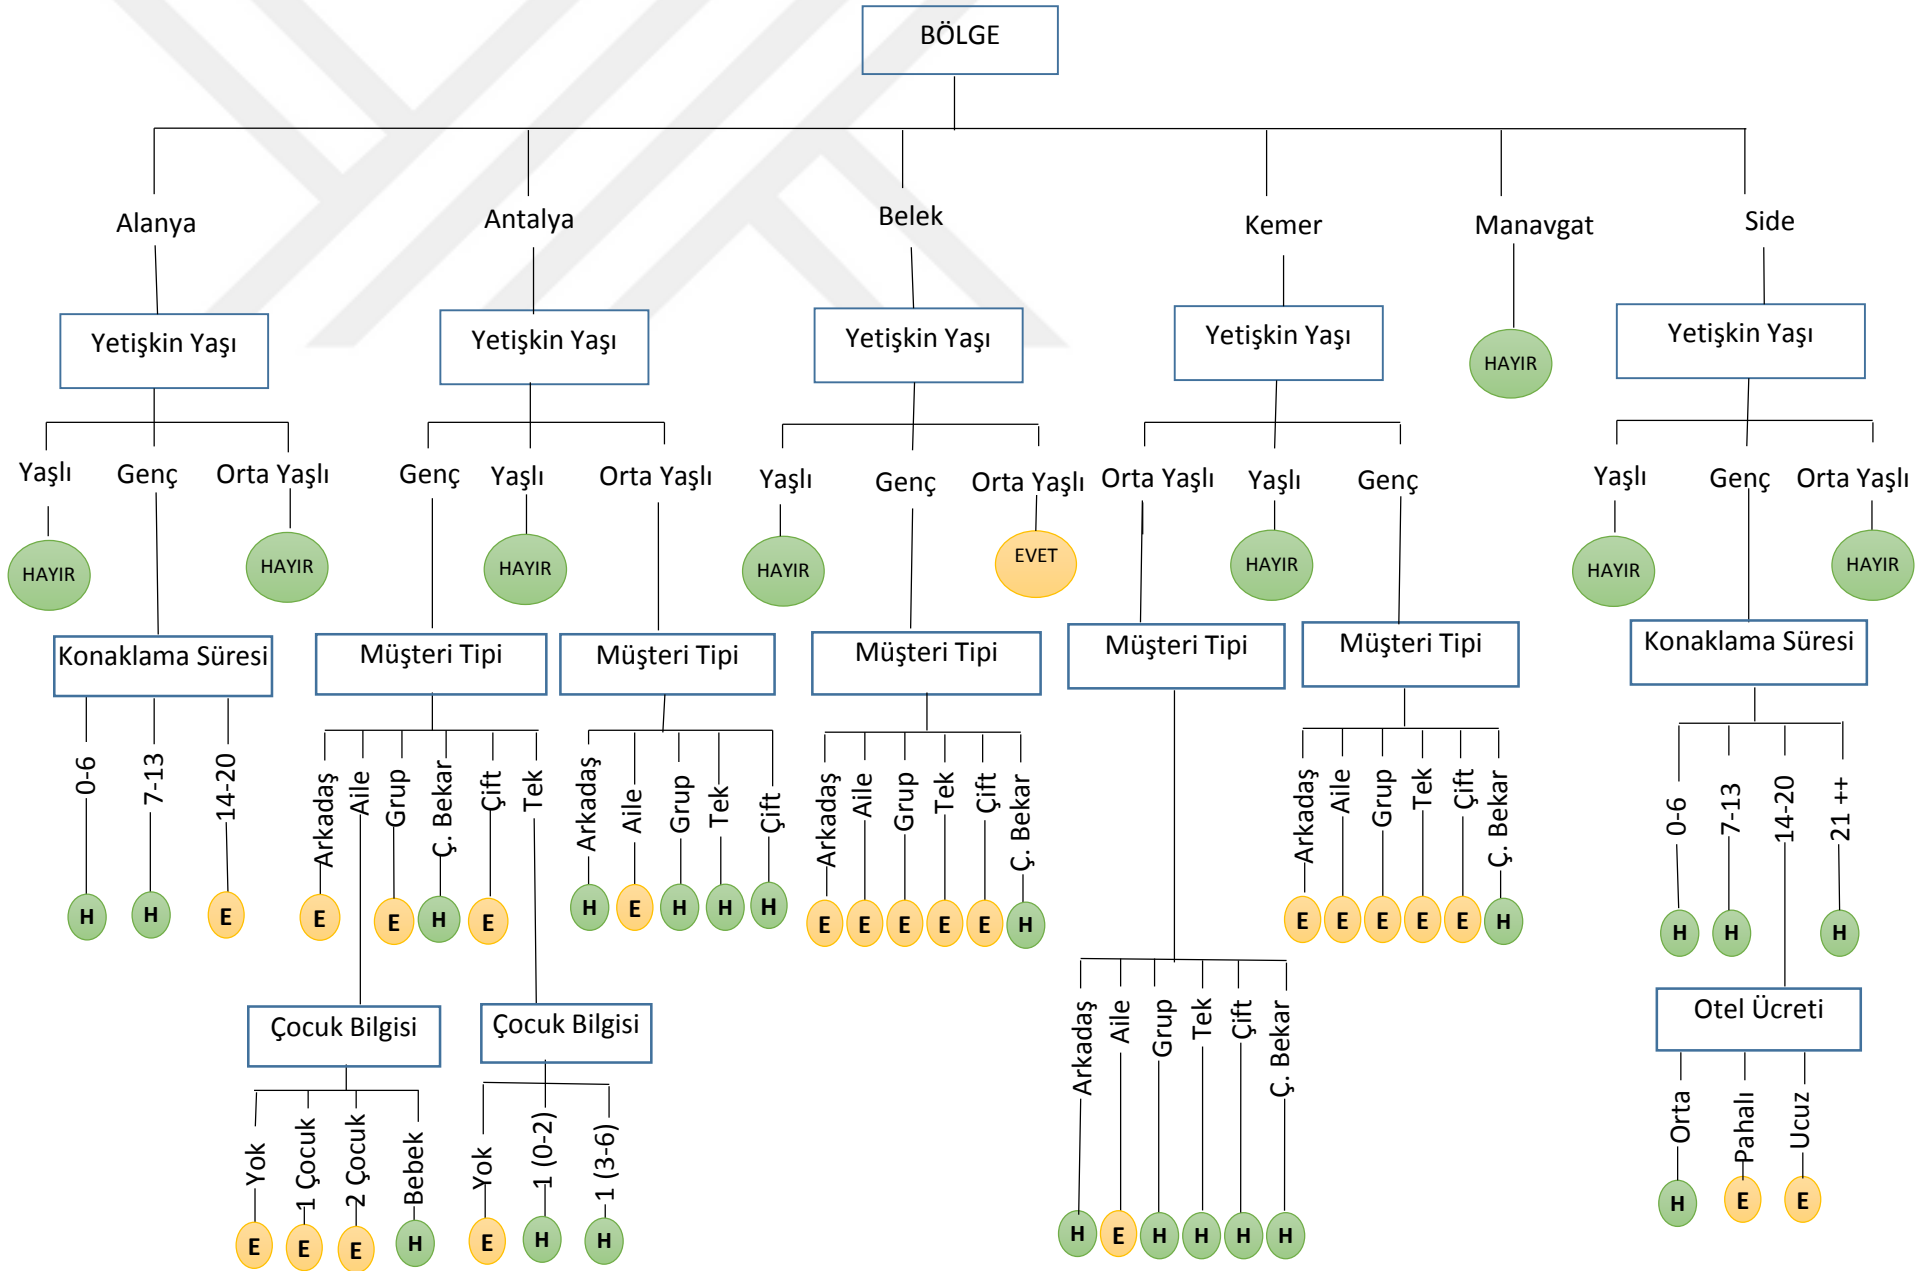 BÖLGE
Alanya
Antalya
Belek
Kemer
Manavgat
Side
Yetişkin Yaşı
Yetişkin Yaşı
Yetişkin Yaşı
Yetişkin Yaşı
HAYIR
Yetişkin Yaşı
Yaşlı
Genç
Orta Yaşlı
Genç
Yaşlı
Orta Yaşlı
Yaşlı
Genç
Orta Yaşlı
Orta Yaşlı
Yaşlı
Genç
Yaşlı
Genç
Orta Yaşlı
HAYIR
HAYIR
HAYIR
HAYIR
EVET
HAYIR
HAYIR
HAYIR
Konaklama Süresi
Müşteri Tipi
Müşteri Tipi
Müşteri Tipi
Müşteri Tipi
Müşteri Tipi
Konaklama Süresi
0-6
7-13
14-20
Arkadaş
Aile
Grup
Ç. Bekar
Çift
Tek
Arkadaş
Aile
Grup
Tek
Çift
Arkadaş
Aile
Grup
Tek
Çift
Ç. Bekar
Arkadaş
Aile
Grup
Tek
Çift
Ç. Bekar
0-6
7-13
14-20
21 ++
H
H
E
E
E
H
E
H
E
H
H
H
E
E
E
E
E
H
E
E
E
E
E
H
H
H
H
Çocuk Bilgisi
Çocuk Bilgisi
Arkadaş
Aile
Grup
Tek
Çift
Ç. Bekar
Otel Ücreti
Yok
1 Çocuk
2 Çocuk
Bebek
Yok
1 (0-2)
1 (3-6)
Orta
Pahalı
Ucuz
H
E
E
E
E
E
H
E
H
H
H
E
H
H
H
H